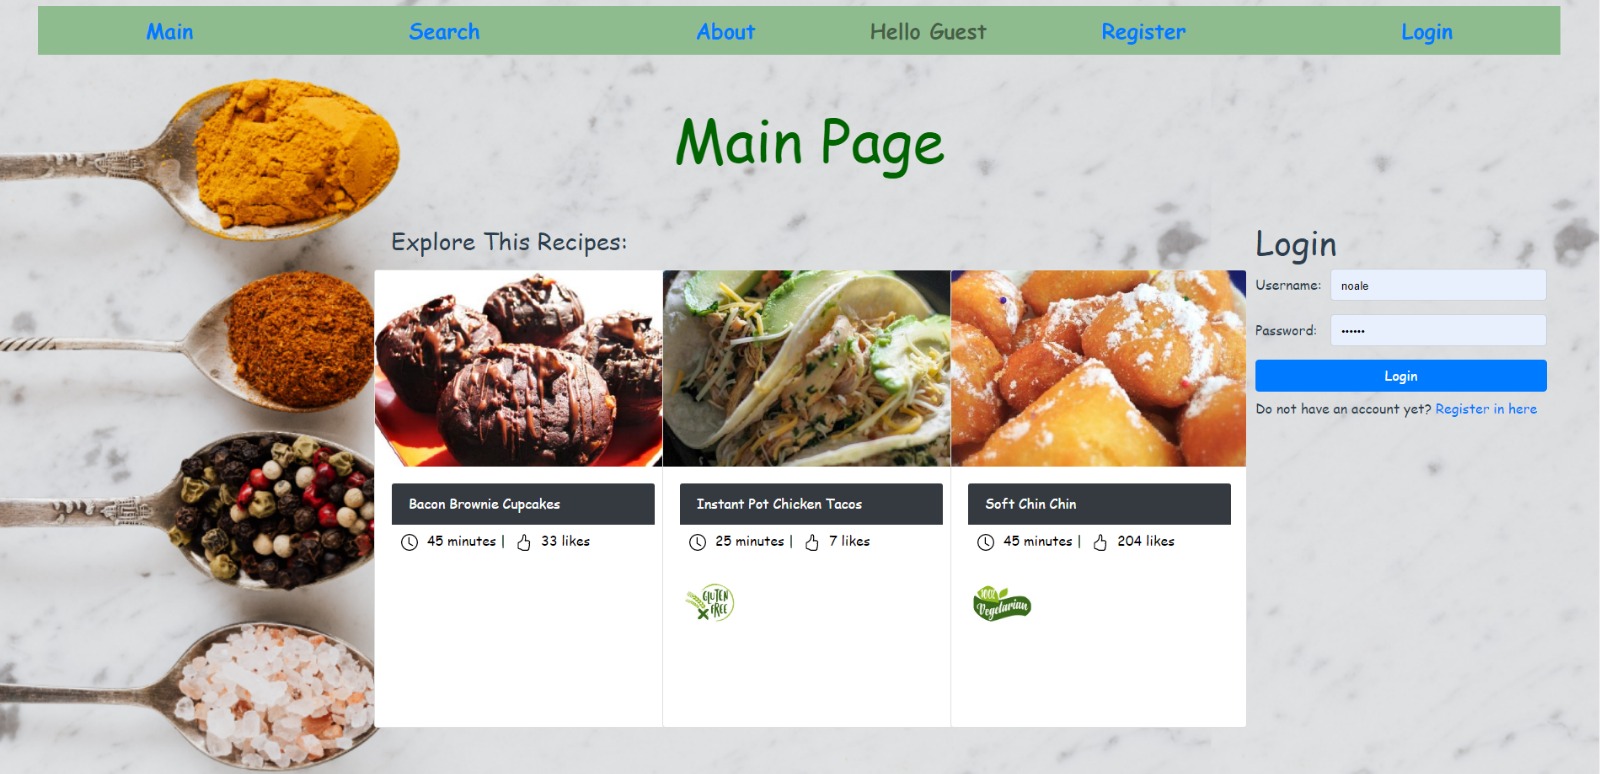 Main Search About Hello Guest Register Login
Main Page
Explore This Recipes:
Bacon Brownie Cupcakes
45 minutes | 33 likes
Instant Pot Chicken Tacos
25 minutes | 7 likes
GLUTEN
FREE
Soft Chin Chin
45 minutes | 204 likes
100%
Vegetarian
Login
Username: noale
Password: ••••••
Login
Do not have an account yet? Register in here